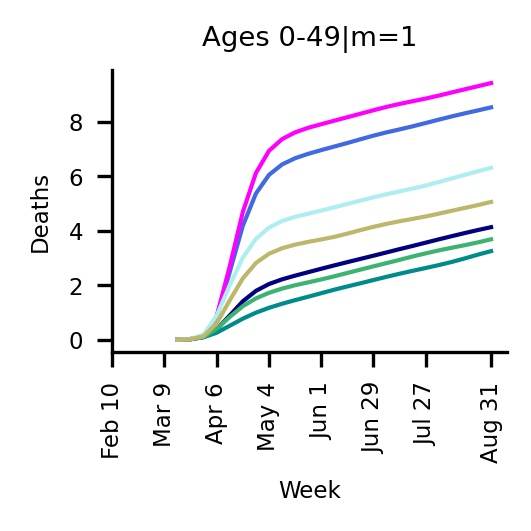 Ages 0-49|m=1
Deaths
8
6
4
2
0
Feb 10
Mar 9
Apr 6
May 4
Jun 1
Jun 29
Jul 27
Aug 31
Week